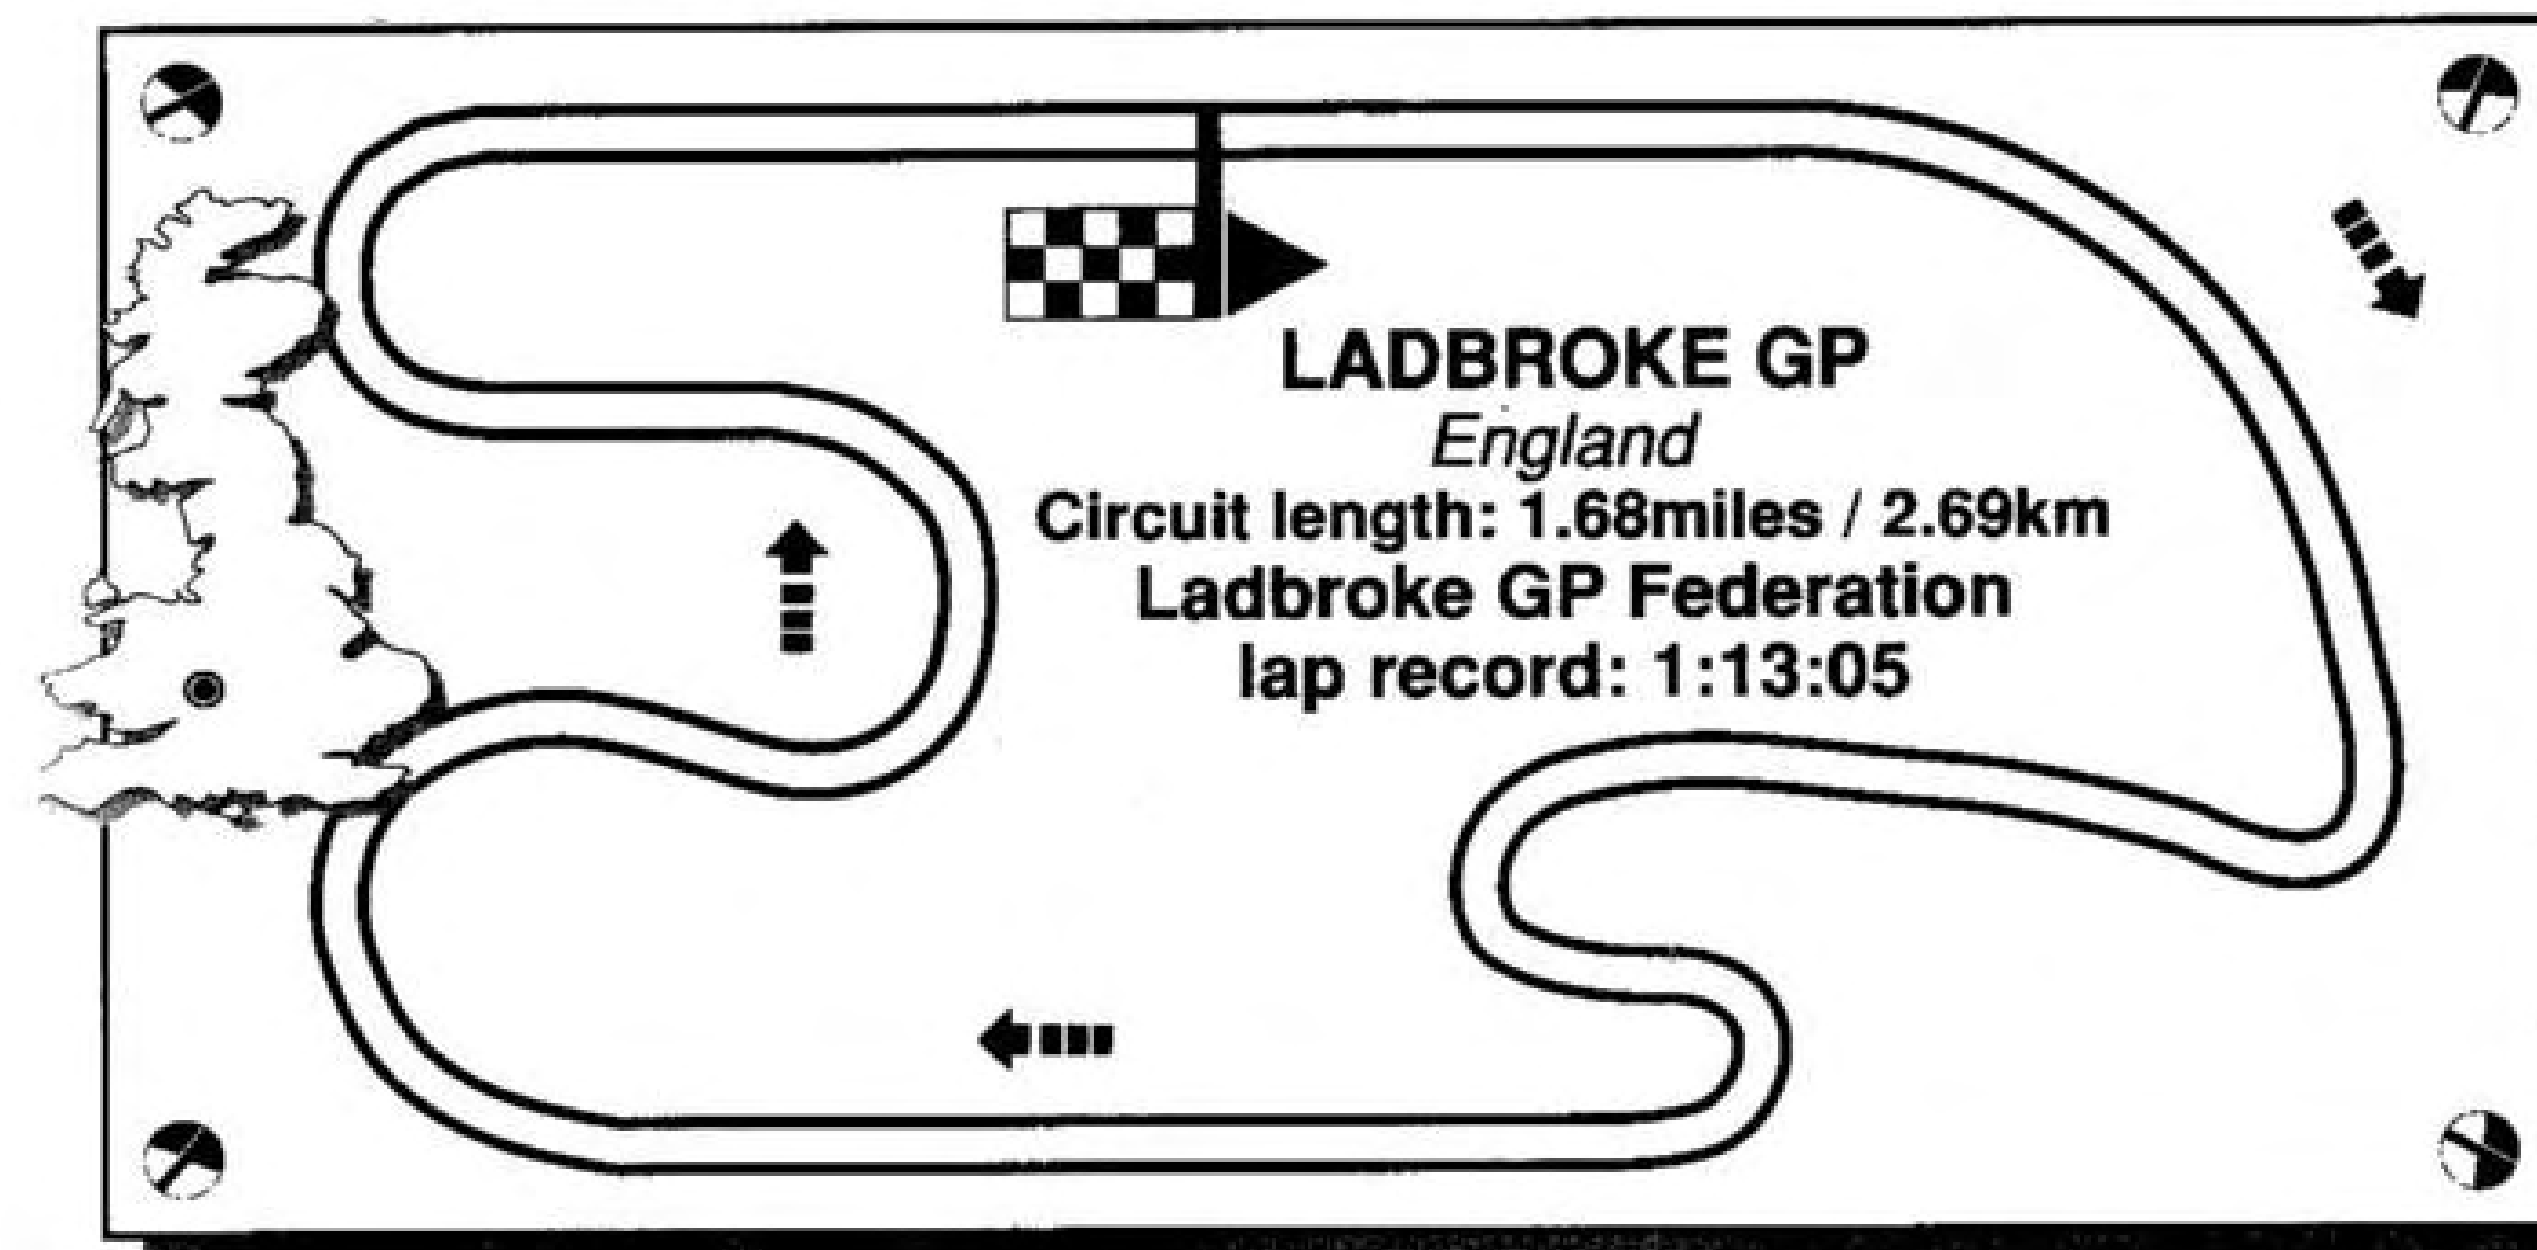 LADBROKE GP
England
Circuit length: 1.68miles / 2.69km
Ladbroke GP Federation
lap record: 1:13:05